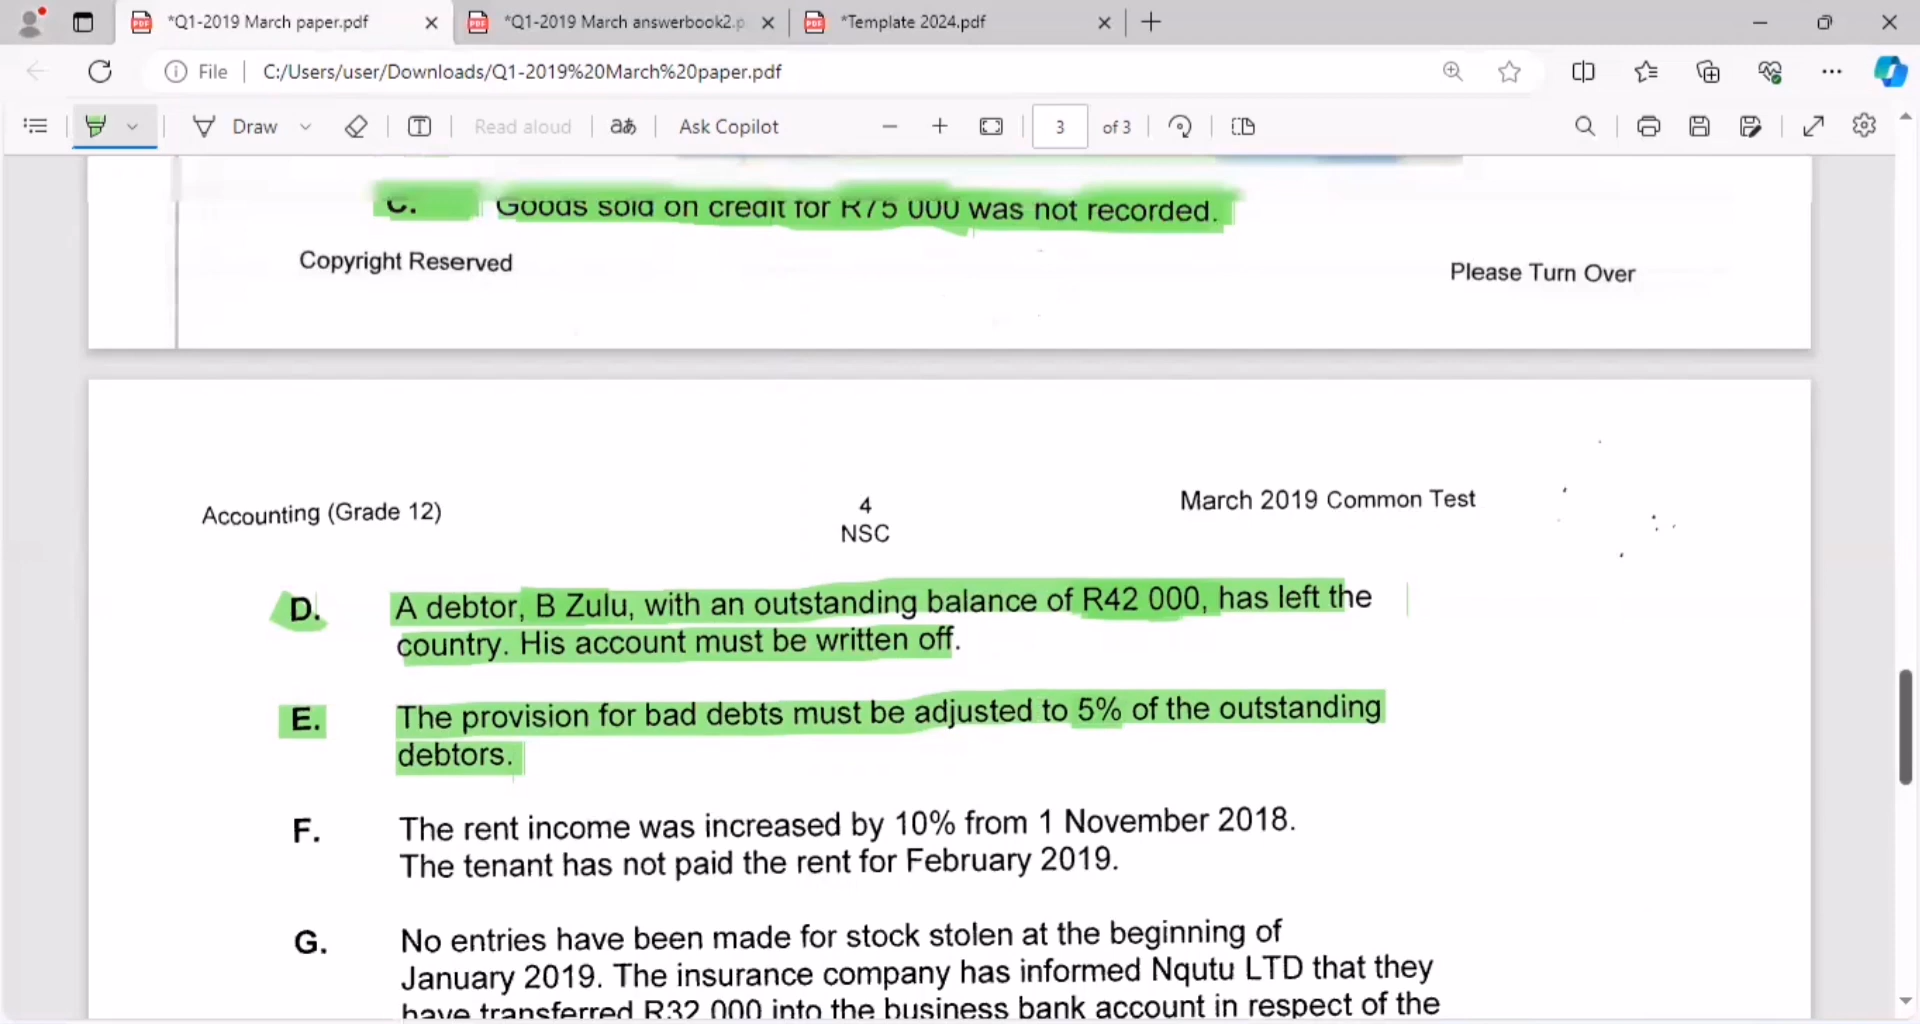 *Q1-2019 March paper.pdf
*Q1-2019 March answerbook2.p
*Template 2024.pdf
File
C:/Users/user/Downloads/Q1-2019%20March%20paper.pdf
Draw
Read aloud
aあ
Ask Copilot
3
of 3
C. Goods sold on credit for R75 000 was not recorded.
Copyright Reserved
Please Turn Over
Accounting (Grade 12)
4
NSC
March 2019 Common Test
D. A debtor, B Zulu, with an outstanding balance of R42 000, has left the
country. His account must be written off.
E. The provision for bad debts must be adjusted to 5% of the outstanding
debtors.
F. The rent income was increased by 10% from 1 November 2018.
The tenant has not paid the rent for February 2019.
G. No entries have been made for stock stolen at the beginning of
January 2019. The insurance company has informed Nqutu LTD that they
have transferred R32 000 into the business bank account in respect of the